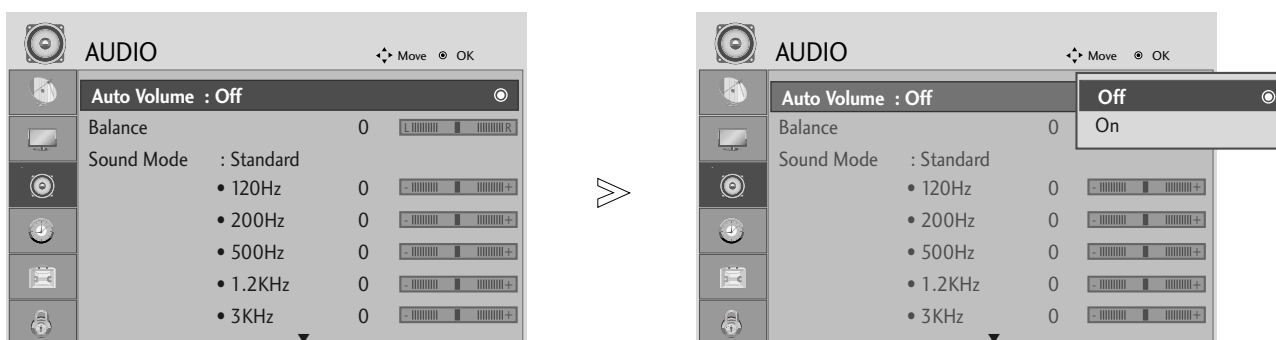 AUDIO
Move OK
Auto Volume : Off
Balance 0 L R
Sound Mode : Standard
• 120Hz 0 - +
• 200Hz 0 - +
• 500Hz 0 - +
• 1.2KHz 0 - +
• 3KHz 0 - +
AUDIO
Move OK
Auto Volume : Off
Off
On
Balance 0
Sound Mode : Standard
• 120Hz 0 - +
• 200Hz 0 - +
• 500Hz 0 - +
• 1.2KHz 0 - +
• 3KHz 0 - +